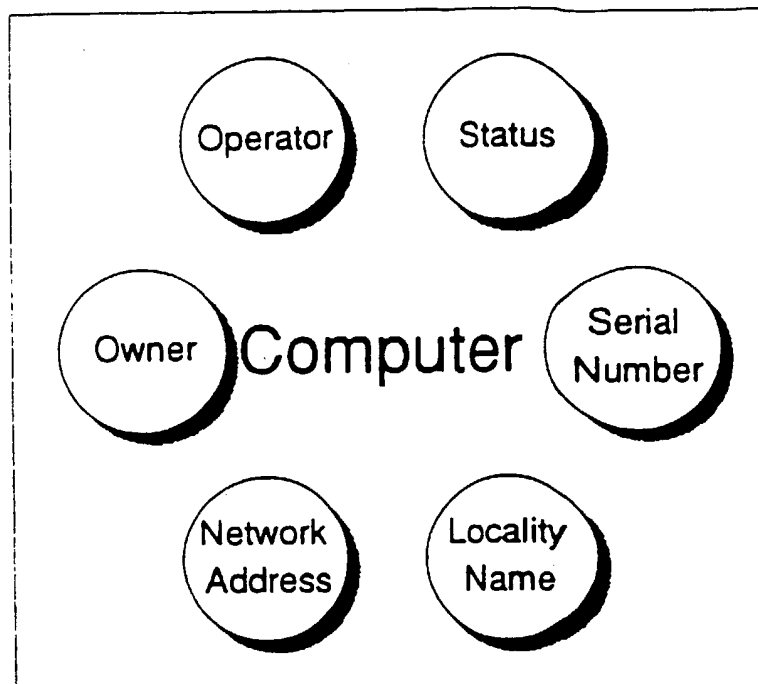 Operator
Status
Owner
Computer
Serial
Number
Network
Address
Locality
Name